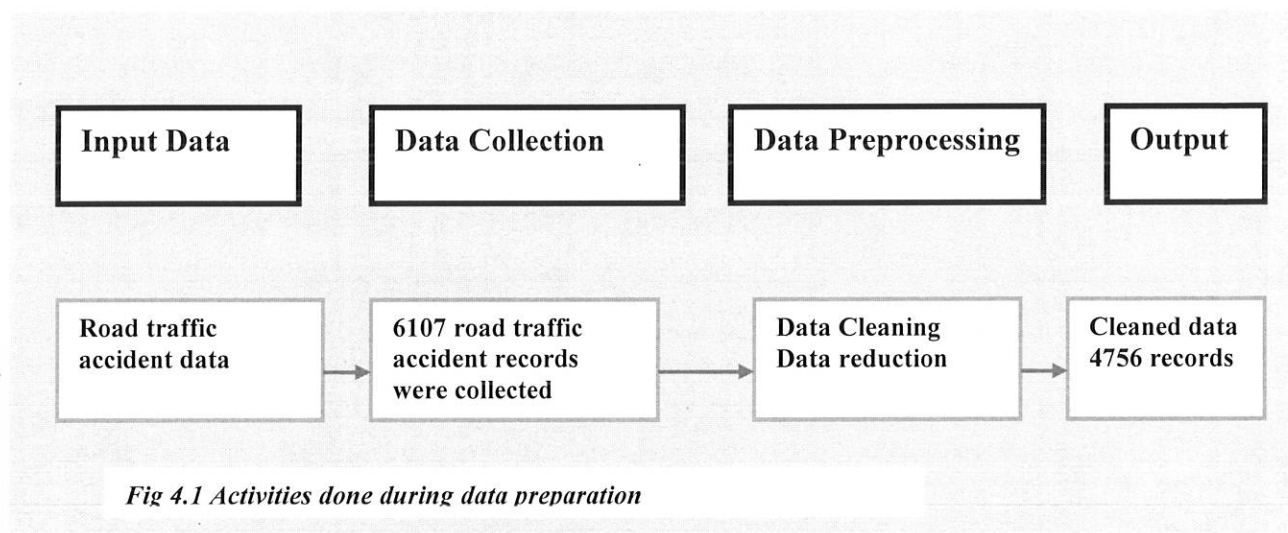 Input Data
Data Collection
Data Preprocessing
Output
Road traffic
accident data
6107 road traffic
accident records
were collected
Data Cleaning
Data reduction
Cleaned data
4756 records
Fig 4.1 Activities done during data preparation